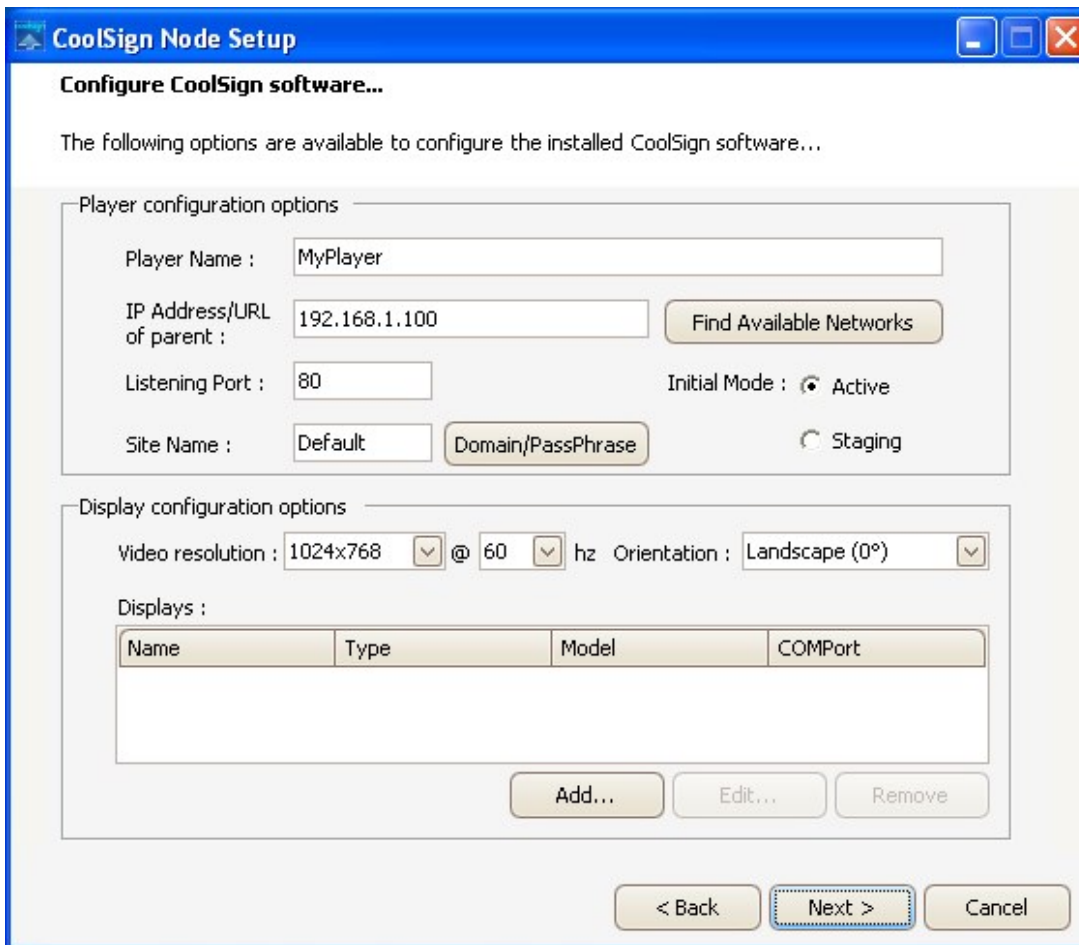 CoolSign Node Setup
Configure CoolSign software...
The following options are available to configure the installed CoolSign software...
Player configuration options
Player Name : MyPlayer
IP Address/URL
of parent : 192.168.1.100 Find Available Networks
Listening Port : 80 Initial Mode : Active
Site Name : Default Domain/PassPhrase Staging
Display configuration options
Video resolution : 1024x768 @ 60 hz Orientation : Landscape (0°)
Displays :
Name Type Model COMPort
Add... Edit... Remove
< Back Next > Cancel